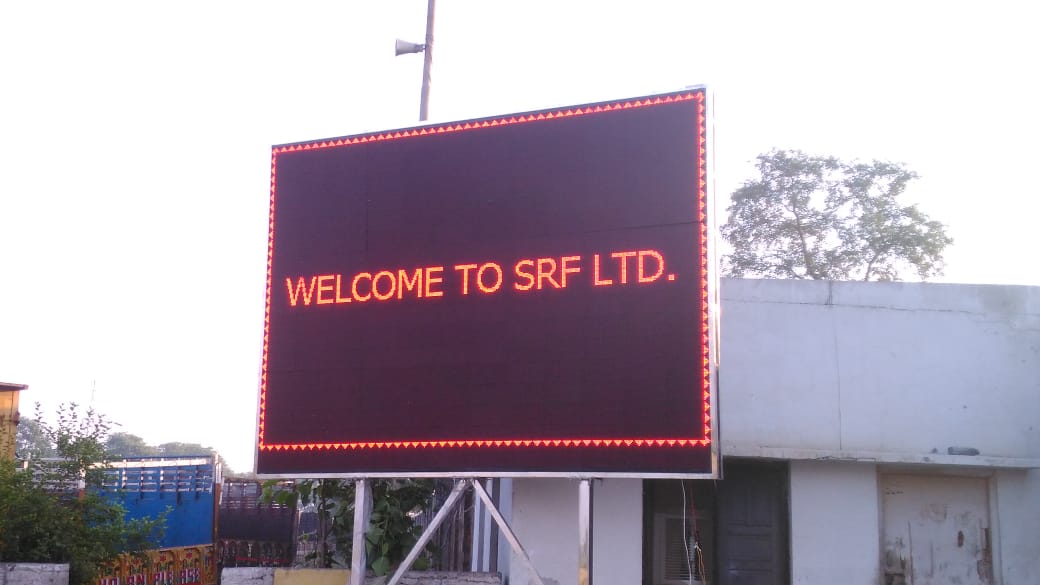 WELCOME TO SRF LTD.